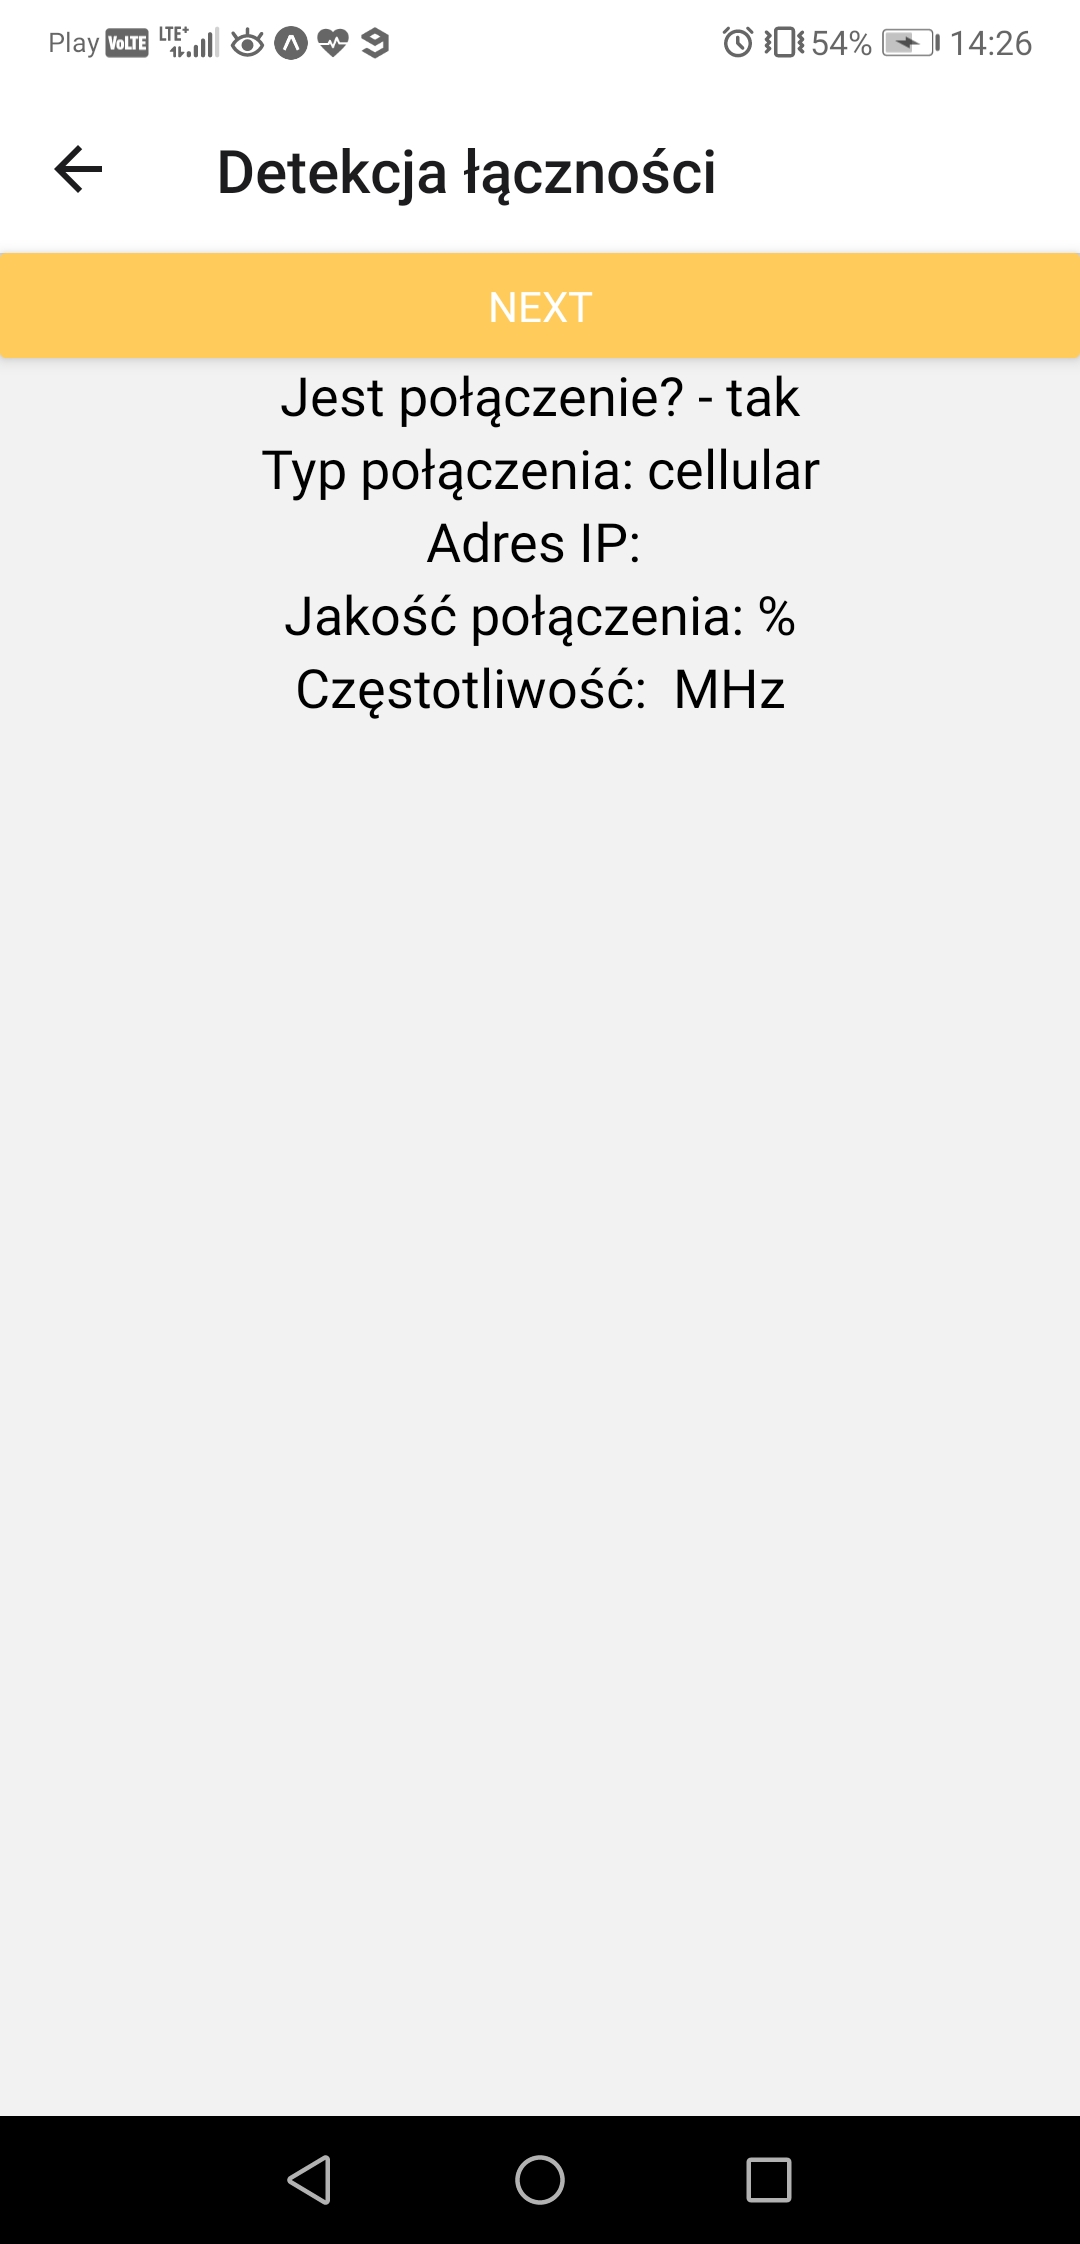 Play VoLTE LTE+ 54% 14:26
Detekcja łączności
NEXT
Jest połączenie? - tak
Typ połączenia: cellular
Adres IP:
Jakość połączenia: %
Częstotliwość:  MHz